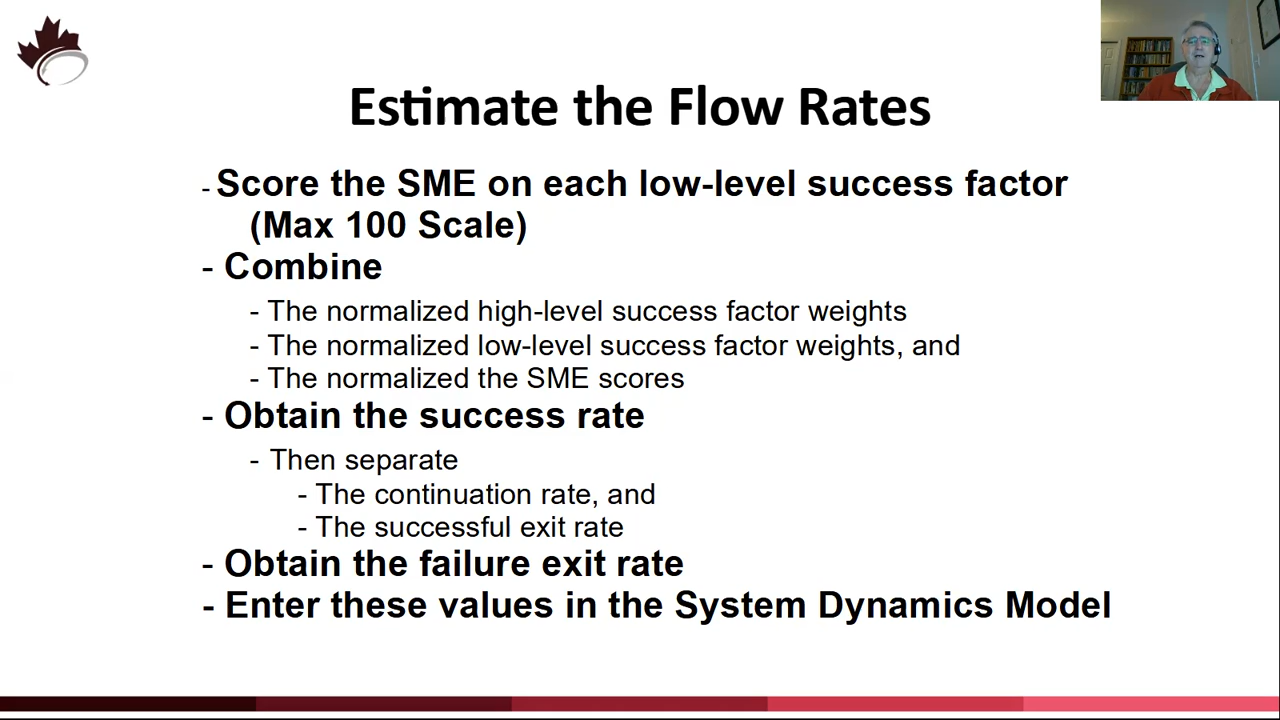 Estimate the Flow Rates
- Score the SME on each low-level success factor
(Max 100 Scale)
- Combine
- The normalized high-level success factor weights
- The normalized low-level success factor weights, and
- The normalized the SME scores
- Obtain the success rate
- Then separate
- The continuation rate, and
- The successful exit rate
- Obtain the failure exit rate
- Enter these values in the System Dynamics Model